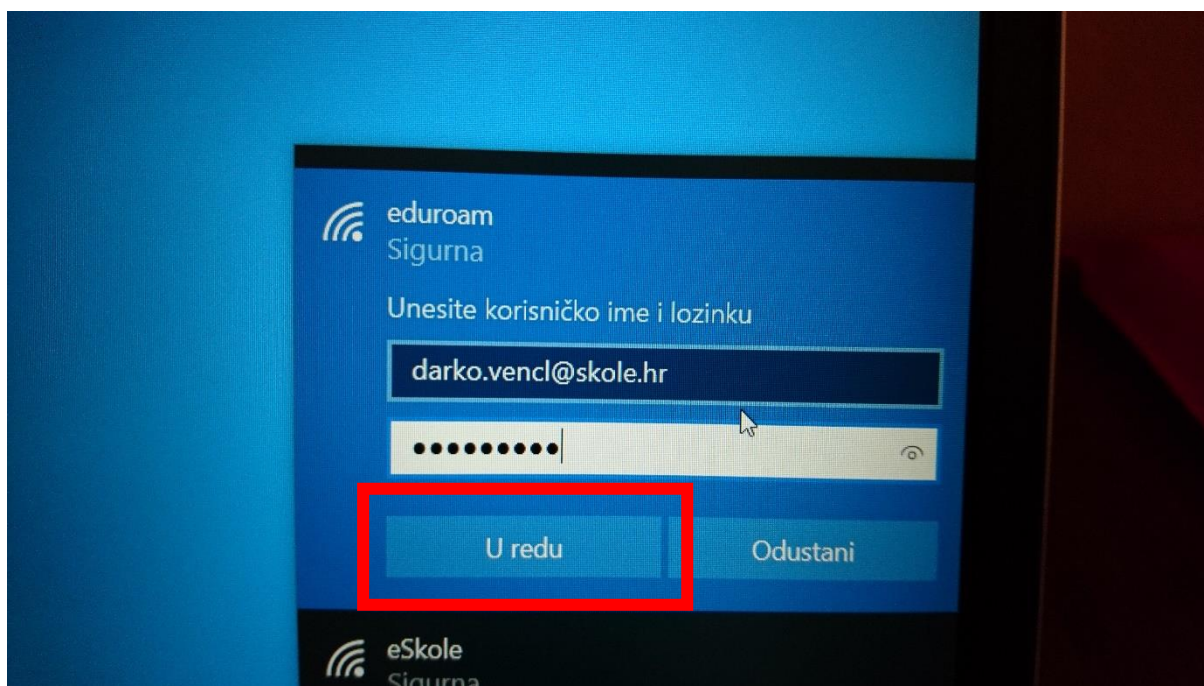 eduroam
Sigurna
Unesite korisničko ime i lozinku
darko.vencl@skole.hr
•••••••••
U redu
Odustani
eSkole
Sigurna